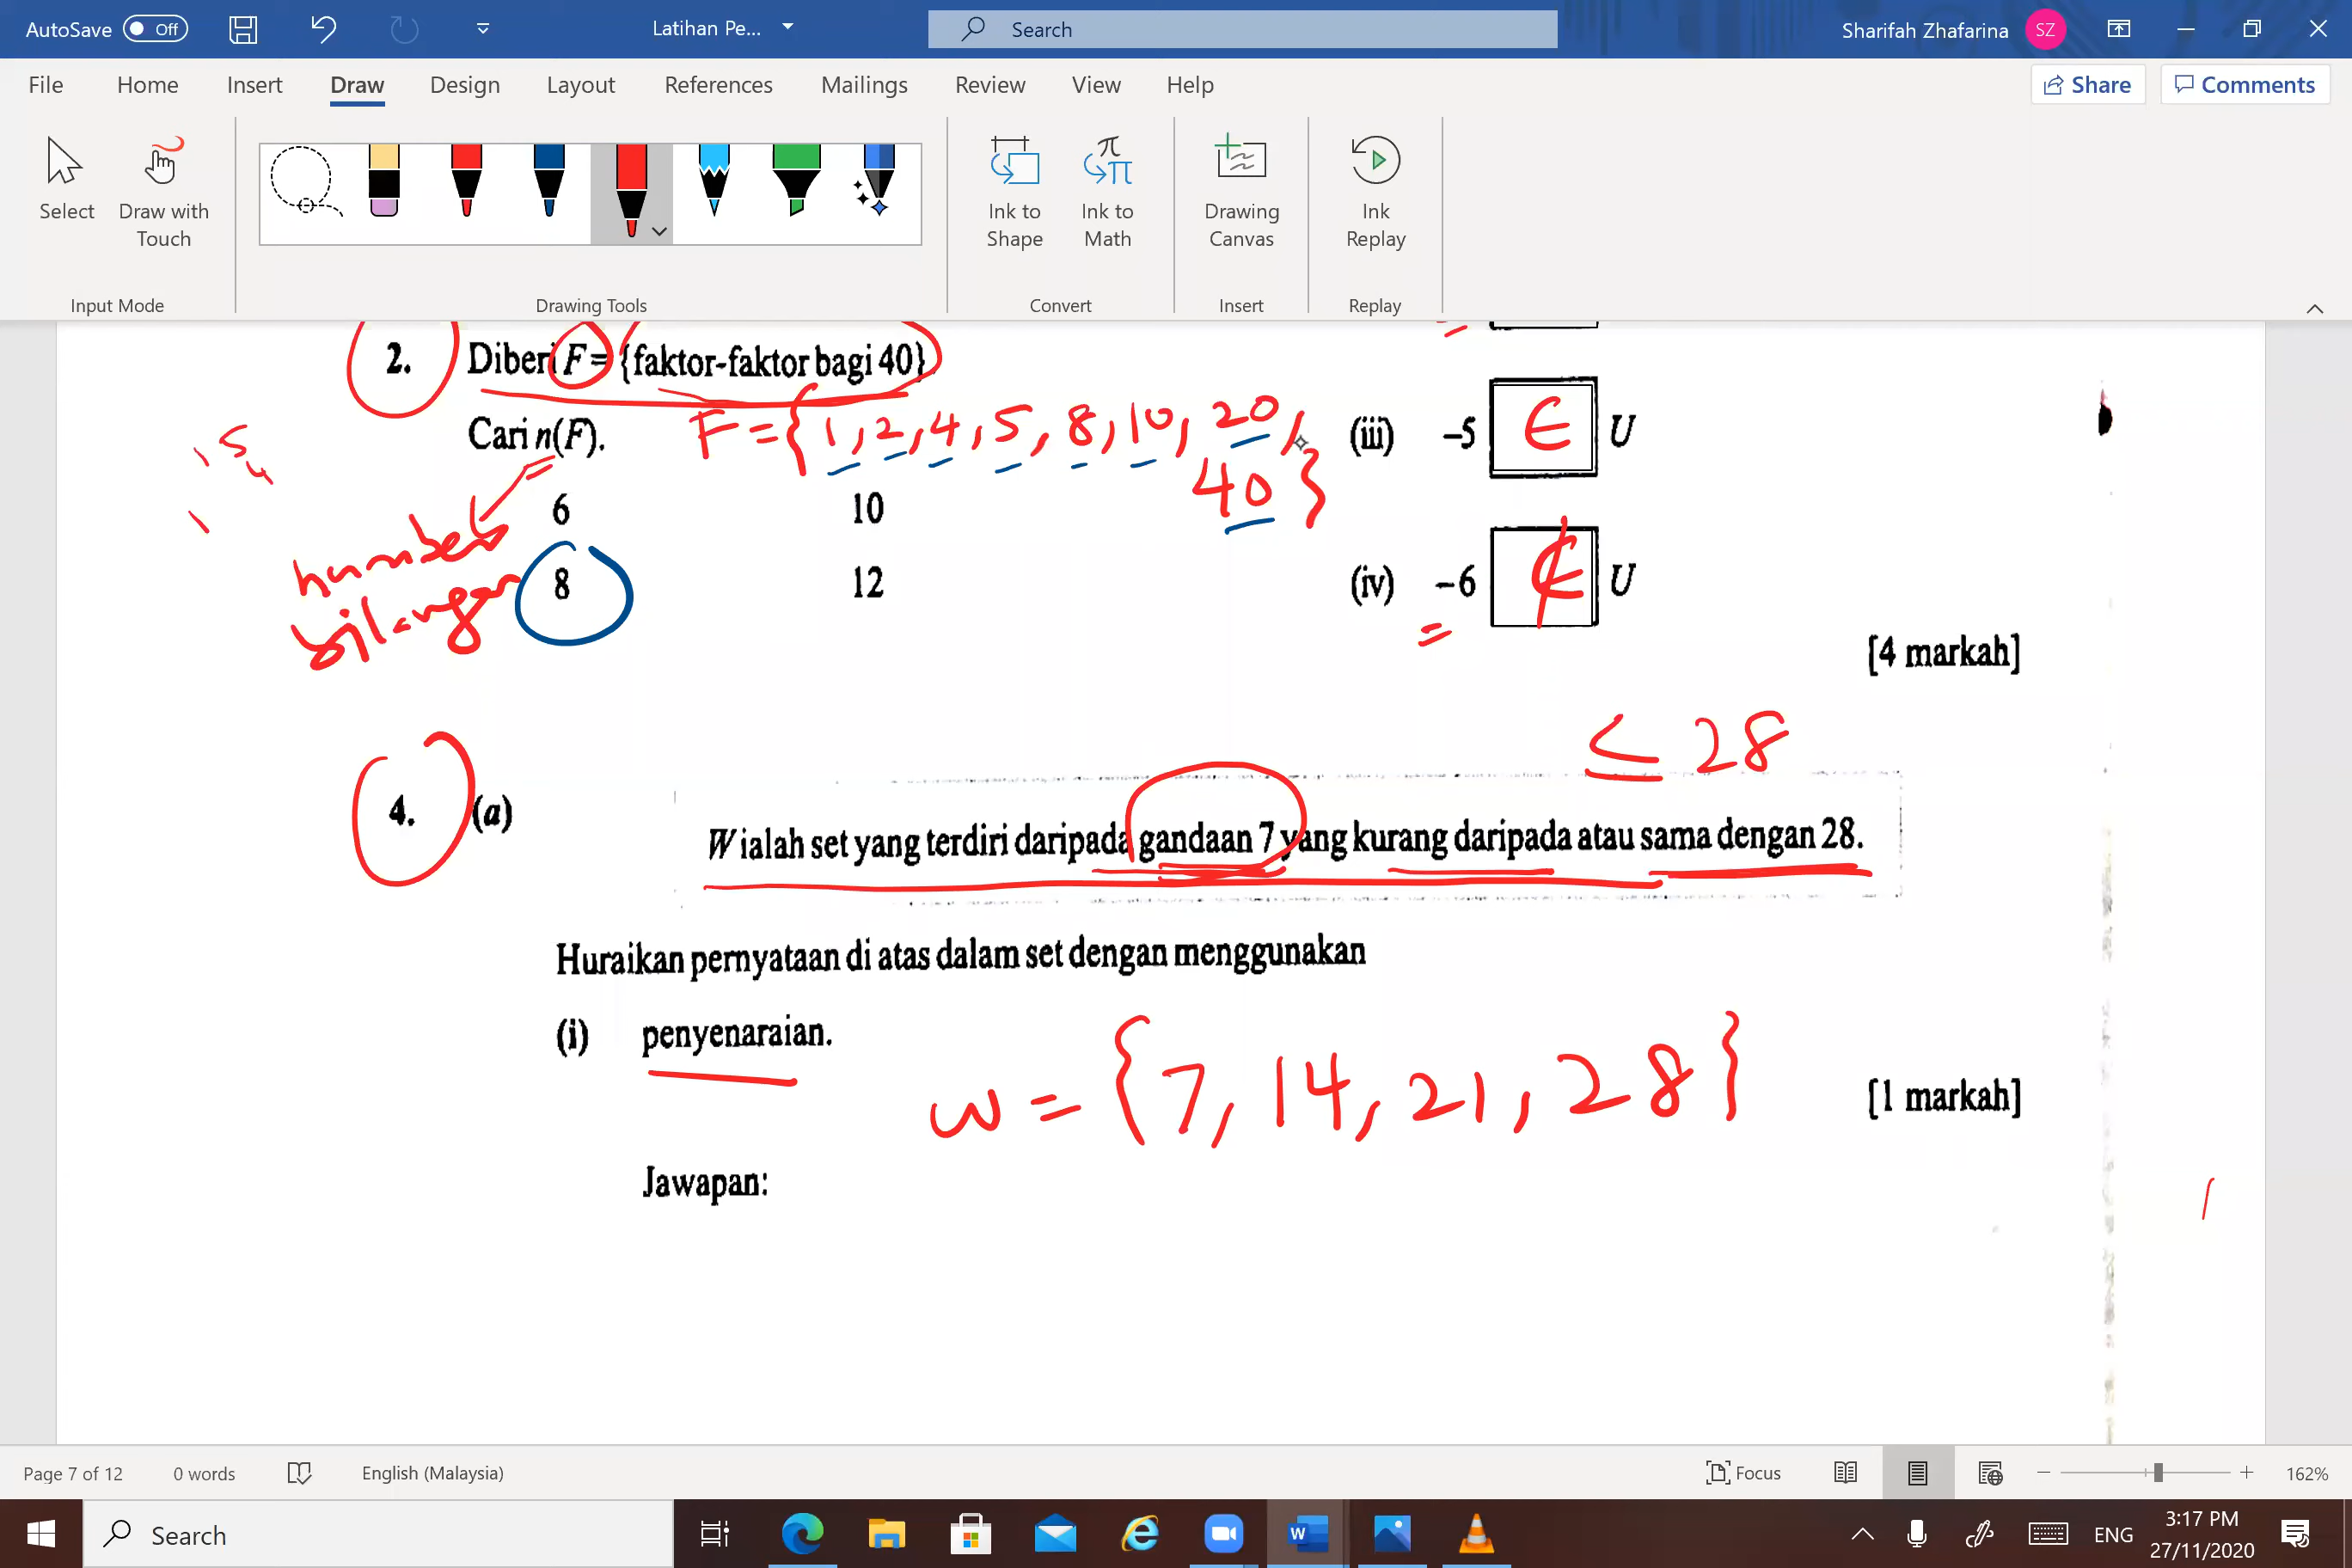 AutoSave Off Latihan Pe... Search Sharifah Zhafarina SZ
File Home Insert Draw Design Layout References Mailings Review View Help Share Comments
Select Draw with Touch Ink to Shape Ink to Math Drawing Canvas Ink Replay
Input Mode Drawing Tools Convert Insert Replay
2. Diberi F = {faktor-faktor bagi 40}
Cari n(F). F = {1, 2, 4, 5, 8, 10, 20,
40}
6 10
8 12
number
bilangan
5
4
(iii) –5 ∈ U
(iv) –6 ∉ U
[4 markah]
≤ 28
4. (a) W ialah set yang terdiri daripada gandaan 7 yang kurang daripada atau sama dengan 28.
Huraikan pernyataan di atas dalam set dengan menggunakan
(i) penyenaraian.
W = {7, 14, 21, 28}
[1 markah]
Jawapan:
Page 7 of 12 0 words English (Malaysia) Focus 162%
Search ENG 3:17 PM
27/11/2020